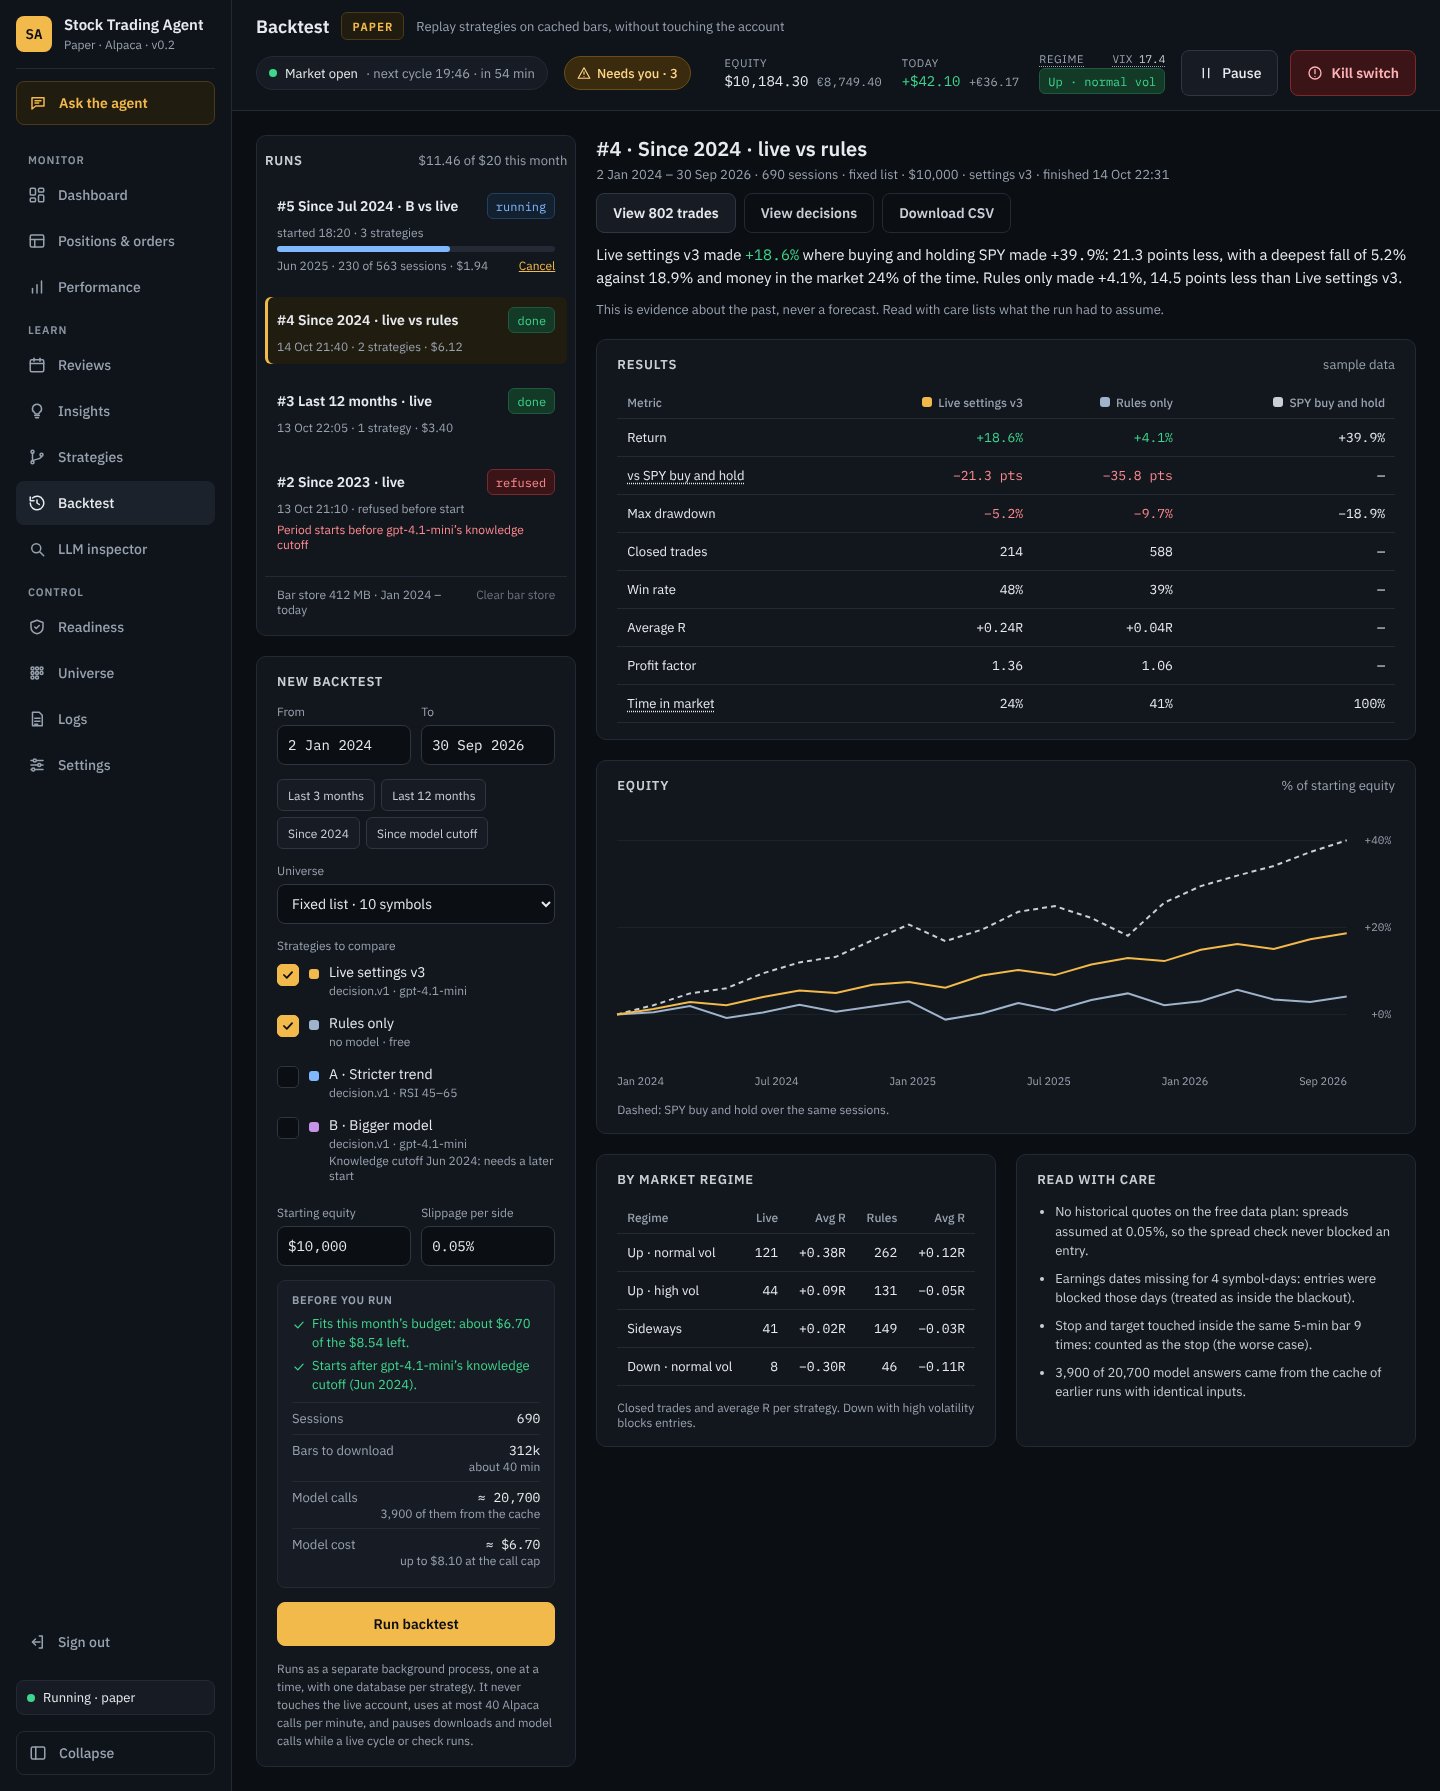 SA
Stock Trading Agent
Paper · Alpaca · v0.2
Ask the agent
MONITOR
Dashboard
Positions & orders
Performance
LEARN
Reviews
Insights
Strategies
Backtest
LLM inspector
CONTROL
Readiness
Universe
Logs
Settings
Sign out
Running · paper
Collapse
Backtest PAPER Replay strategies on cached bars, without touching the account
Market open · next cycle 19:46 · in 54 min
Needs you · 3
EQUITY
$10,184.30 €8,749.40
TODAY
+$42.10 +€36.17
REGIME VIX 17.4
Up · normal vol
Pause
Kill switch
RUNS $11.46 of $20 this month
#5 Since Jul 2024 · B vs live running
started 18:20 · 3 strategies
Jun 2025 · 230 of 563 sessions · $1.94 Cancel
#4 Since 2024 · live vs rules done
14 Oct 21:40 · 2 strategies · $6.12
#3 Last 12 months · live done
13 Oct 22:05 · 1 strategy · $3.40
#2 Since 2023 · live refused
13 Oct 21:10 · refused before start
Period starts before gpt-4.1-mini’s knowledge
cutoff
Bar store 412 MB · Jan 2024 –
today
Clear bar store
NEW BACKTEST
From To
2 Jan 2024 30 Sep 2026
Last 3 months Last 12 months
Since 2024 Since model cutoff
Universe
Fixed list · 10 symbols
Strategies to compare
Live settings v3
decision.v1 · gpt-4.1-mini
Rules only
no model · free
A · Stricter trend
decision.v1 · RSI 45–65
B · Bigger model
decision.v1 · gpt-4.1-mini
Knowledge cutoff Jun 2024: needs a later
start
Starting equity Slippage per side
$10,000 0.05%
BEFORE YOU RUN
Fits this month’s budget: about $6.70
of the $8.54 left.
Starts after gpt-4.1-mini’s knowledge
cutoff (Jun 2024).
Sessions 690
Bars to download 312k
about 40 min
Model calls ≈ 20,700
3,900 of them from the cache
Model cost ≈ $6.70
up to $8.10 at the call cap
Run backtest
Runs as a separate background process, one at a
time, with one database per strategy. It never
touches the live account, uses at most 40 Alpaca
calls per minute, and pauses downloads and model
calls while a live cycle or check runs.
#4 · Since 2024 · live vs rules
2 Jan 2024 – 30 Sep 2026 · 690 sessions · fixed list · $10,000 · settings v3 · finished 14 Oct 22:31
View 802 trades View decisions Download CSV
Live settings v3 made +18.6% where buying and holding SPY made +39.9%: 21.3 points less, with a deepest fall of 5.2%
against 18.9% and money in the market 24% of the time. Rules only made +4.1%, 14.5 points less than Live settings v3.
This is evidence about the past, never a forecast. Read with care lists what the run had to assume.
RESULTS sample data
Metric Live settings v3 Rules only SPY buy and hold
Return +18.6% +4.1% +39.9%
vs SPY buy and hold −21.3 pts −35.8 pts –
Max drawdown −5.2% −9.7% −18.9%
Closed trades 214 588 –
Win rate 48% 39% –
Average R +0.24R +0.04R –
Profit factor 1.36 1.06 –
Time in market 24% 41% 100%
EQUITY % of starting equity
+40%
+20%
+0%
Jan 2024 Jul 2024 Jan 2025 Jul 2025 Jan 2026 Sep 2026
Dashed: SPY buy and hold over the same sessions.
BY MARKET REGIME
Regime Live Avg R Rules Avg R
Up · normal vol 121 +0.38R 262 +0.12R
Up · high vol 44 +0.09R 131 −0.05R
Sideways 41 +0.02R 149 −0.03R
Down · normal vol 8 −0.30R 46 −0.11R
Closed trades and average R per strategy. Down with high volatility
blocks entries.
READ WITH CARE
• No historical quotes on the free data plan: spreads
assumed at 0.05%, so the spread check never blocked an
entry.
• Earnings dates missing for 4 symbol-days: entries were
blocked those days (treated as inside the blackout).
• Stop and target touched inside the same 5-min bar 9
times: counted as the stop (the worse case).
• 3,900 of 20,700 model answers came from the cache of
earlier runs with identical inputs.